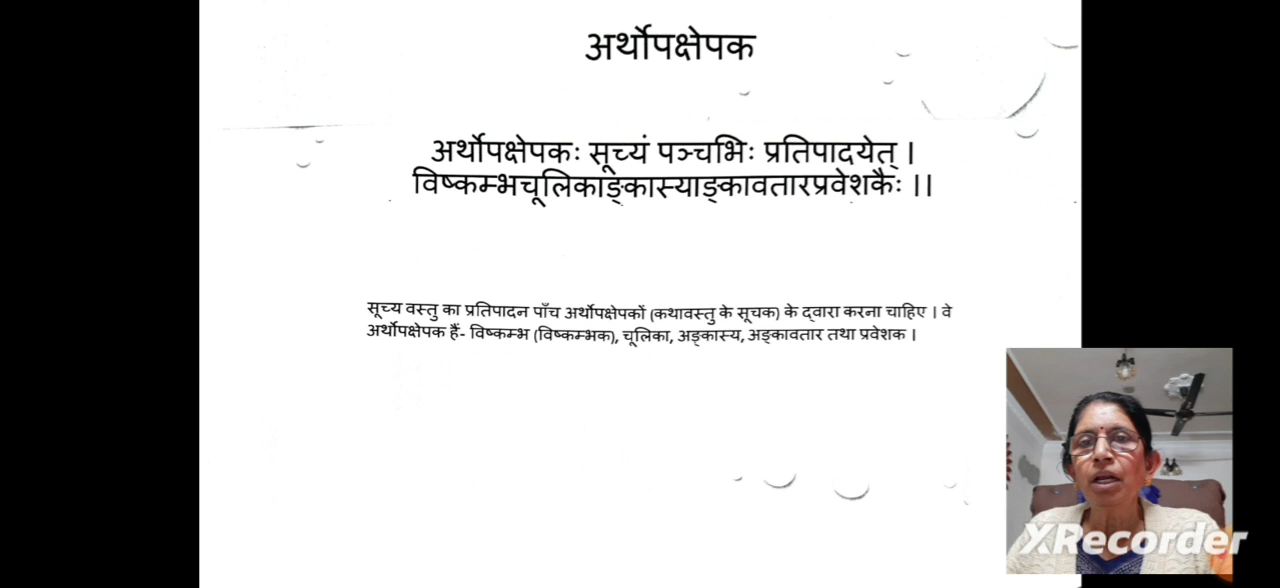 अर्थोपक्षेपक
अर्थोपक्षेपकः सूच्यं पञ्चभिः प्रतिपादयेत् ।
विष्कम्भचूलिकाङ्कास्याङ्कावतारप्रवेशकैः ।।
सूच्य वस्तु का प्रतिपादन पाँच अर्थोपक्षेपकों (कथावस्तु के सूचक) के द्वारा करना चाहिए । वे
अर्थोपक्षेपक हैं- विष्कम्भ (विष्कम्भक), चूलिका, अङ्कास्य, अङ्कावतार तथा प्रवेशक ।
XRecorder